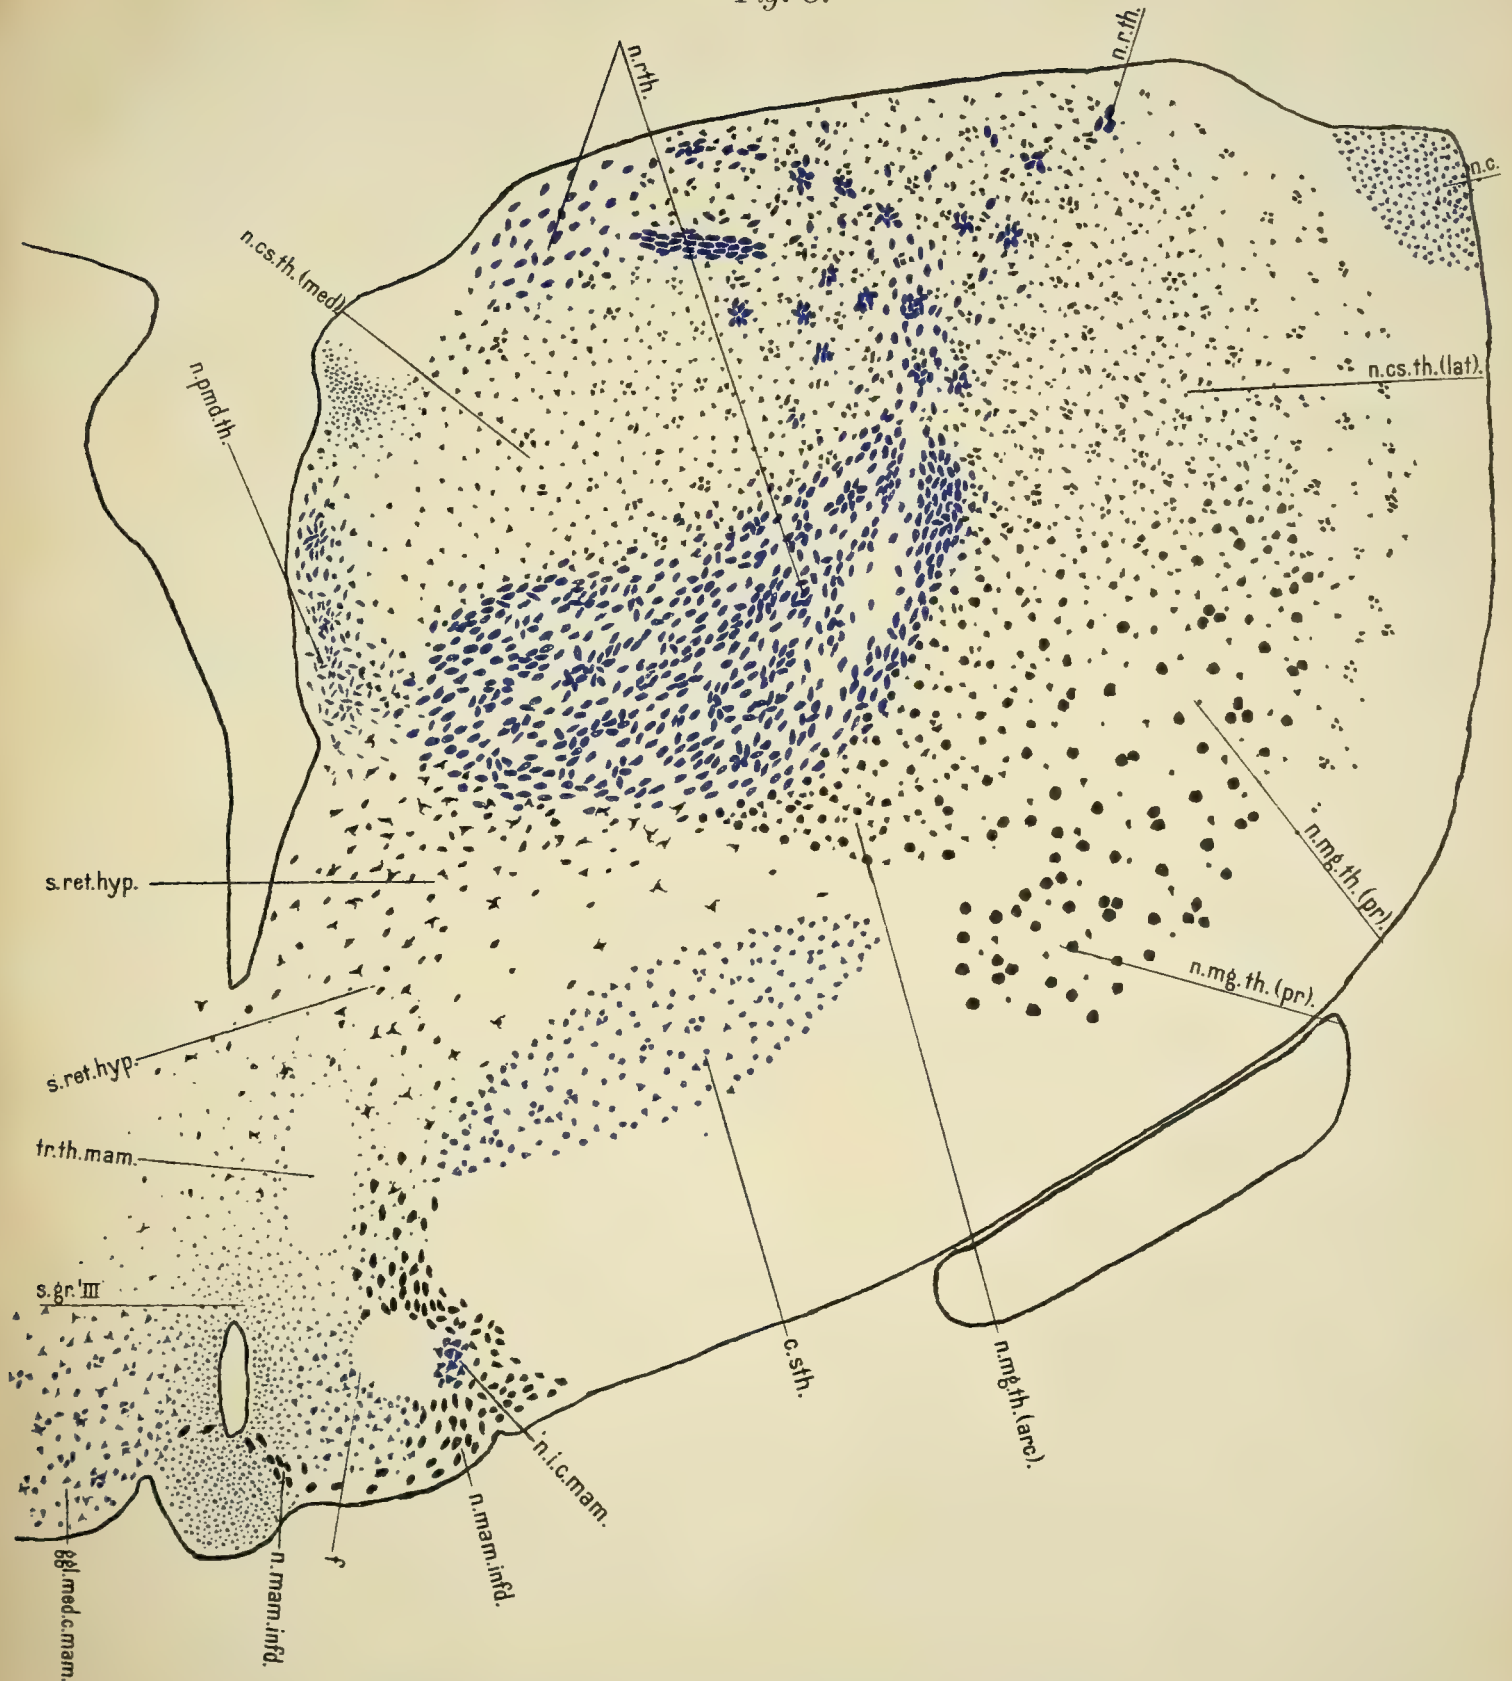 n.rth.
n.r.th.
n.c.
n.cs.th.(med)
n.pmd.th.
n.cs.th.(lat).
s.ret.hyp.
n.mg.th.(pr).
n.mg.th.(pr).
s.ret.hyp.
tr.th.mam.
s.gr.III
c.sth.
n.mg.th.(arc).
n.i.c.mam.
n.mam.infd.
f
n.mam.infd.
ggl.med.c.mam.